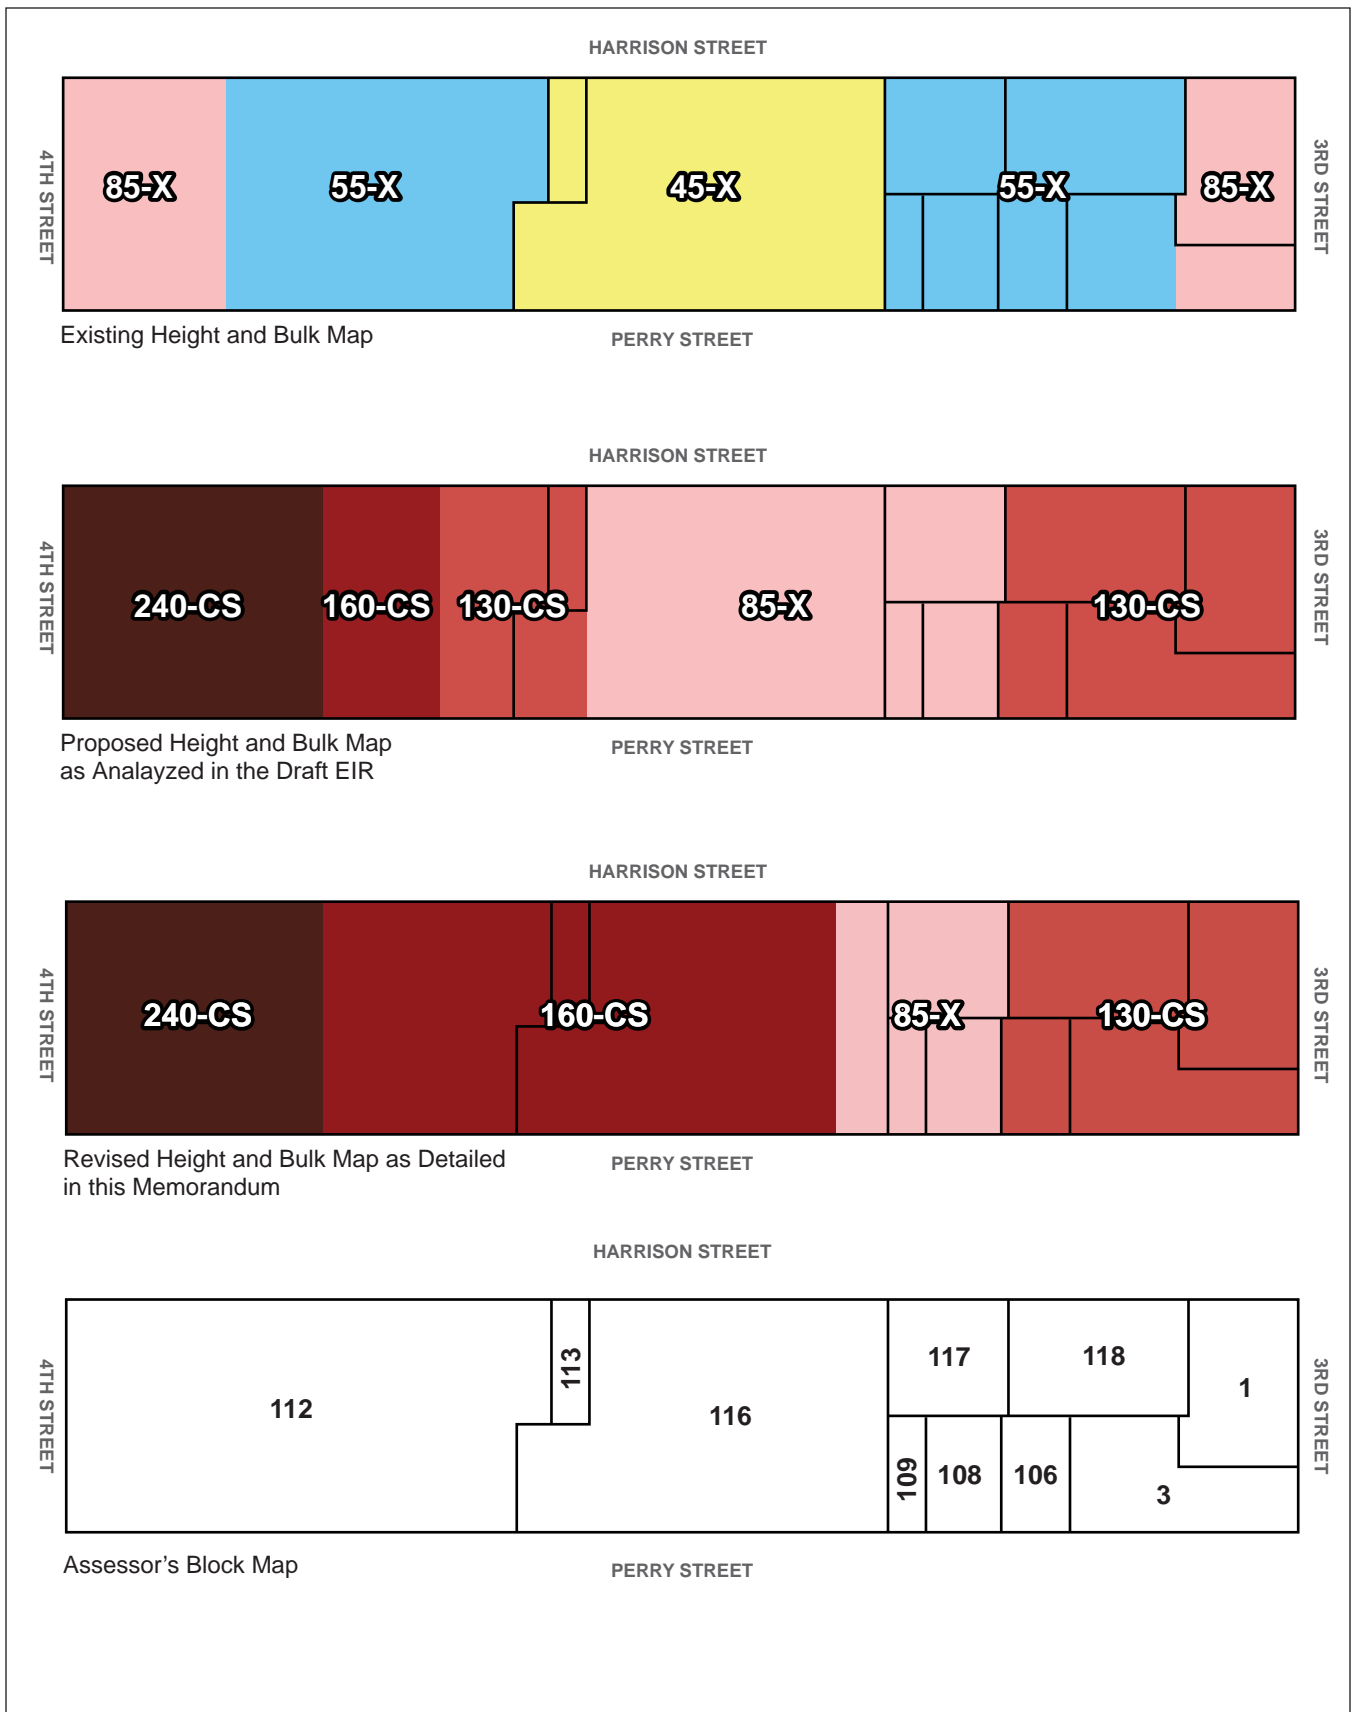 HARRISON STREET
4TH STREET
85-X
55-X
45-X
55-X
85-X
3RD STREET
Existing Height and Bulk Map
PERRY STREET
HARRISON STREET
4TH STREET
240-CS
160-CS
130-CS
85-X
130-CS
3RD STREET
Proposed Height and Bulk Map
as Analayzed in the Draft EIR
PERRY STREET
HARRISON STREET
4TH STREET
240-CS
160-CS
85-X
130-CS
3RD STREET
Revised Height and Bulk Map as Detailed
in this Memorandum
PERRY STREET
HARRISON STREET
4TH STREET
112
113
116
117
118
1
109
108
106
3
3RD STREET
Assessor’s Block Map
PERRY STREET